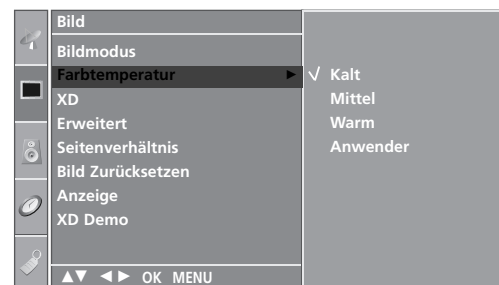 Bild
Bildmodus
Farbtemperatur ►
XD
Erweitert
Seitenverhältnis
Bild Zurücksetzen
Anzeige
XD Demo
▲▼ ◄► OK MENU
√ Kalt
Mittel
Warm
Anwender